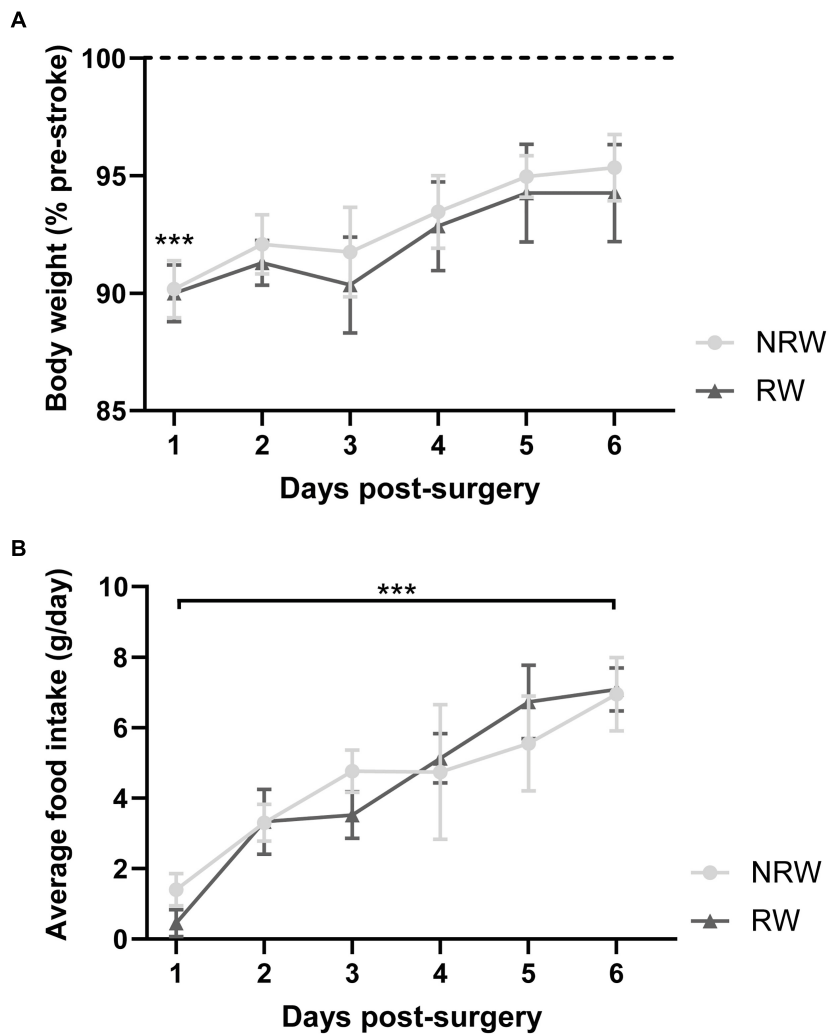 A
Body weight (% pre-stroke)
100
95
90
85
***
1 2 3 4 5 6
Days post-surgery
NRW
RW
B
Average food intake (g/day)
10
8
6
4
2
0
***
1 2 3 4 5 6
Days post-surgery
NRW
RW